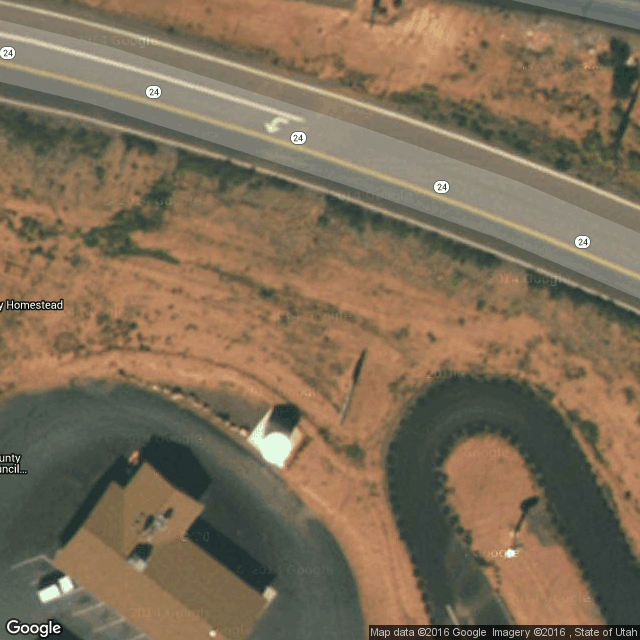 24
24
24
24
24
y Homestead
unty
uncil...
Google
Map data ©2016 Google Imagery ©2016 , State of Utah